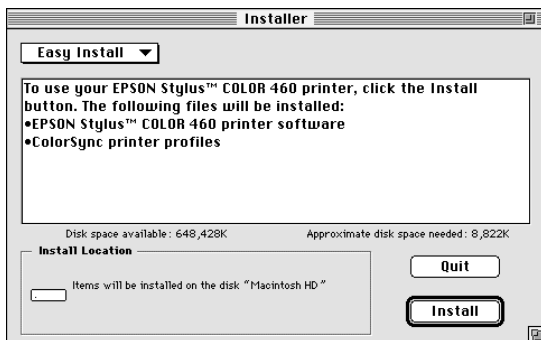 Installer
Easy Install
To use your EPSON Stylus™ COLOR 460 printer, click the Install
button. The following files will be installed:
•EPSON Stylus™ COLOR 460 printer software
•ColorSync printer profiles
Disk space available: 648,428K Approximate disk space needed: 8,822K
Install Location
Items will be installed on the disk “Macintosh HD”
Quit
Install